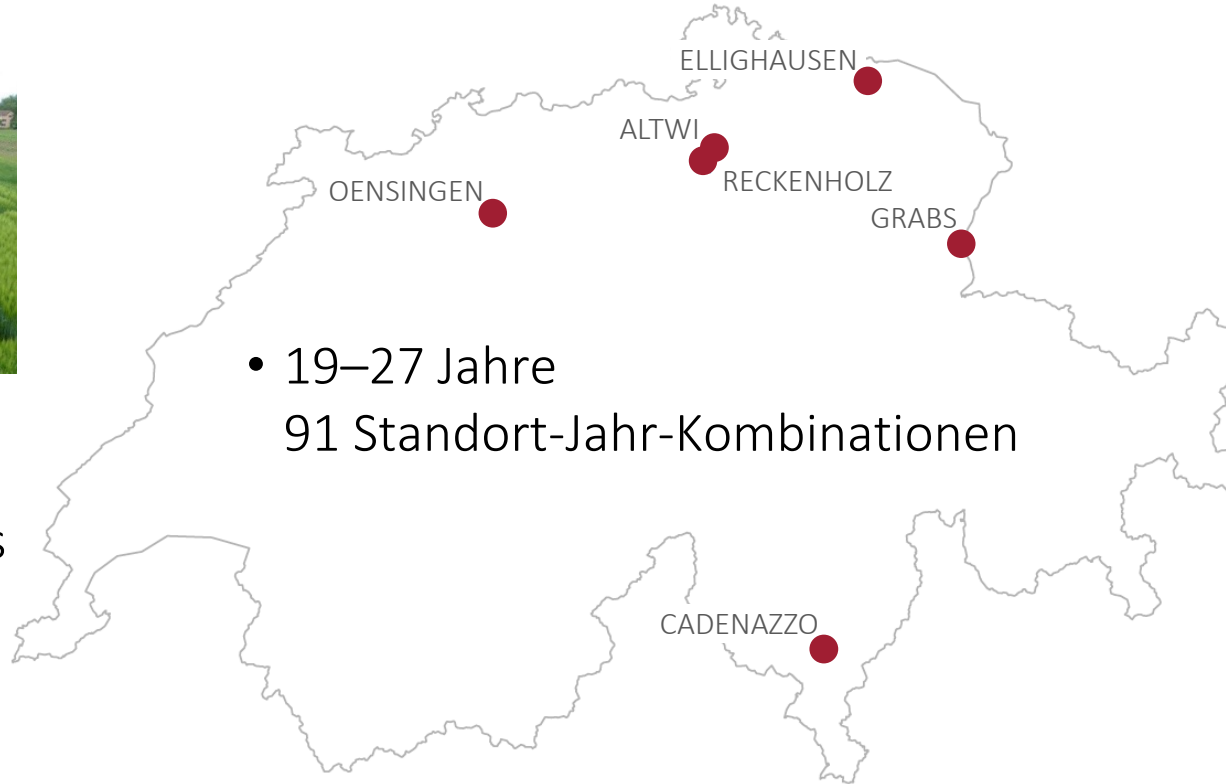 ELLIGHAUSEN
ALTWI
RECKENHOLZ
OENSINGEN
GRABS
• 19–27 Jahre
91 Standort-Jahr-Kombinationen
s
CADENAZZO